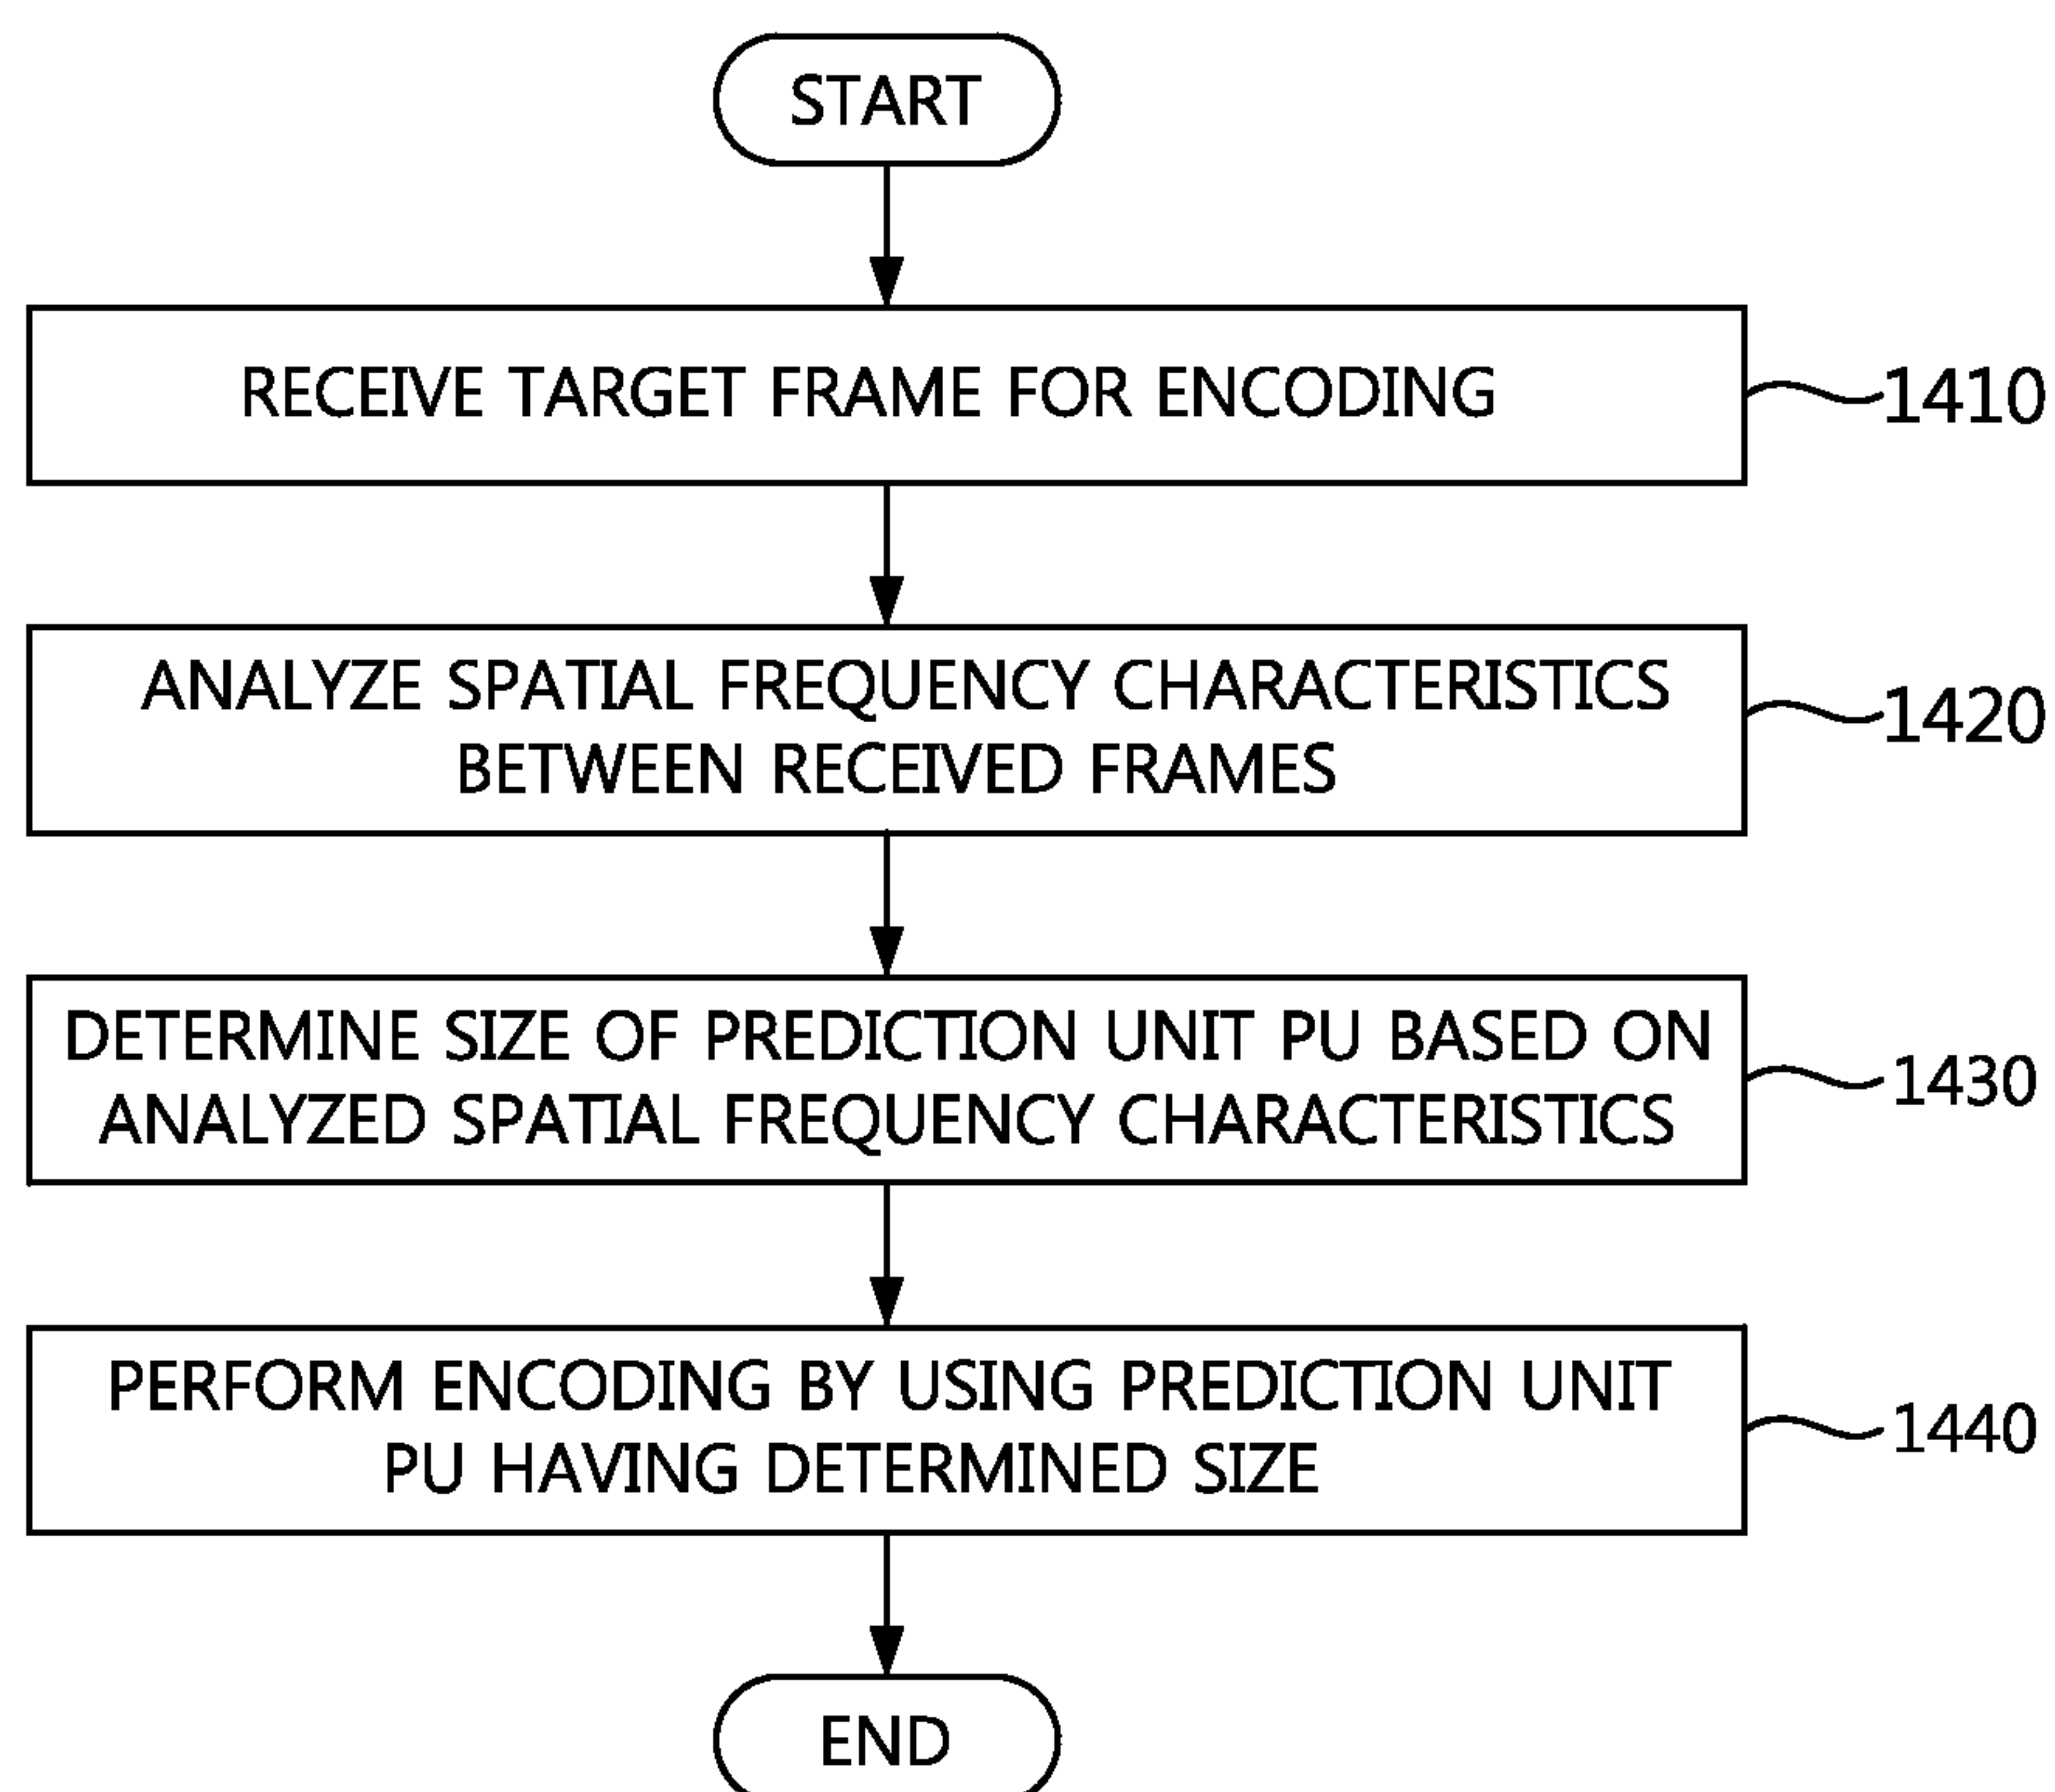 START
RECEIVE TARGET FRAME FOR ENCODING
1410
ANALYZE SPATIAL FREQUENCY CHARACTERISTICS
BETWEEN RECEIVED FRAMES
1420
DETERMINE SIZE OF PREDICTION UNIT PU BASED ON
ANALYZED SPATIAL FREQUENCY CHARACTERISTICS
1430
PERFORM ENCODING BY USING PREDICTION UNIT
PU HAVING DETERMINED SIZE
1440
END